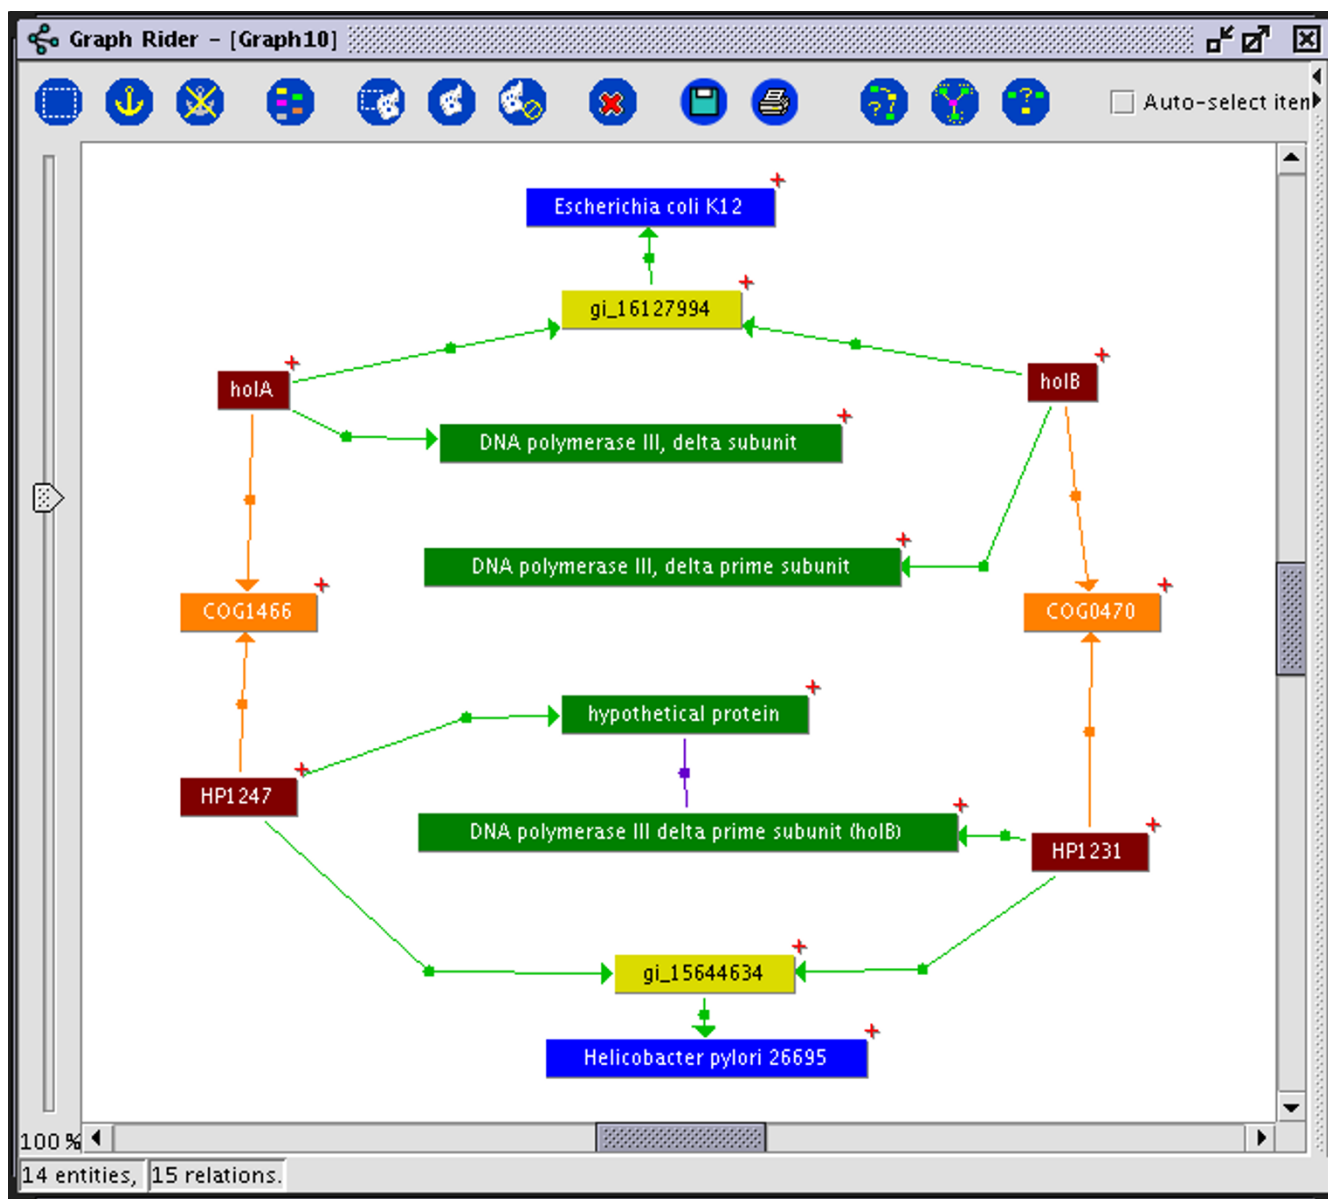 Graph Rider – [Graph10]
Auto-select iten
Escherichia coli K12
gi_16127994
holA
holB
DNA polymerase III, delta subunit
DNA polymerase III, delta prime subunit
COG1466
COG0470
hypothetical protein
HP1247
DNA polymerase III delta prime subunit (holB)
HP1231
gi_15644634
Helicobacter pylori 26695
100 %
14 entities, 15 relations.